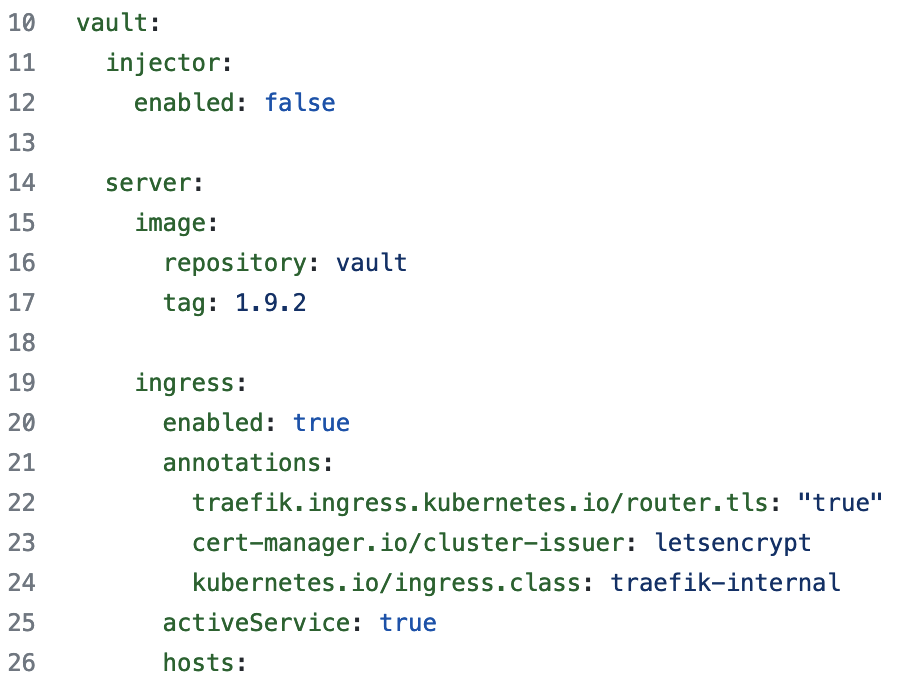 10 vault:
11 injector:
12 enabled: false
13
14 server:
15 image:
16 repository: vault
17 tag: 1.9.2
18
19 ingress:
20 enabled: true
21 annotations:
22 traefik.ingress.kubernetes.io/router.tls: "true"
23 cert-manager.io/cluster-issuer: letsencrypt
24 kubernetes.io/ingress.class: traefik-internal
25 activeService: true
26 hosts: